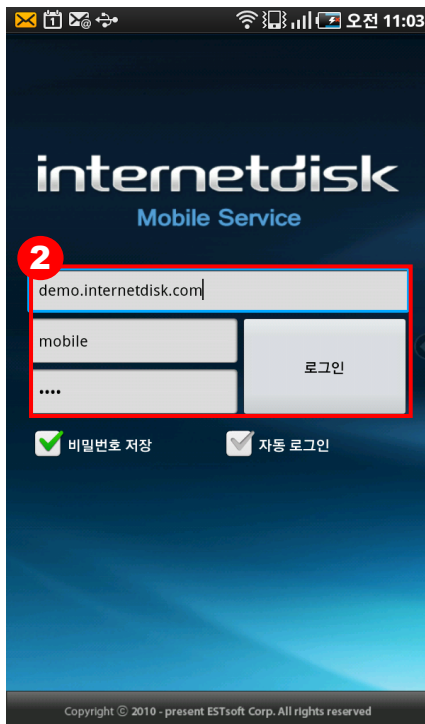 오전 11:03
internetdisk
Mobile Service
2
demo.internetdisk.com
mobile
••••
로그인
비밀번호 저장
자동 로그인
Copyright ⓒ 2010 - present ESTsoft Corp. All rights reserved